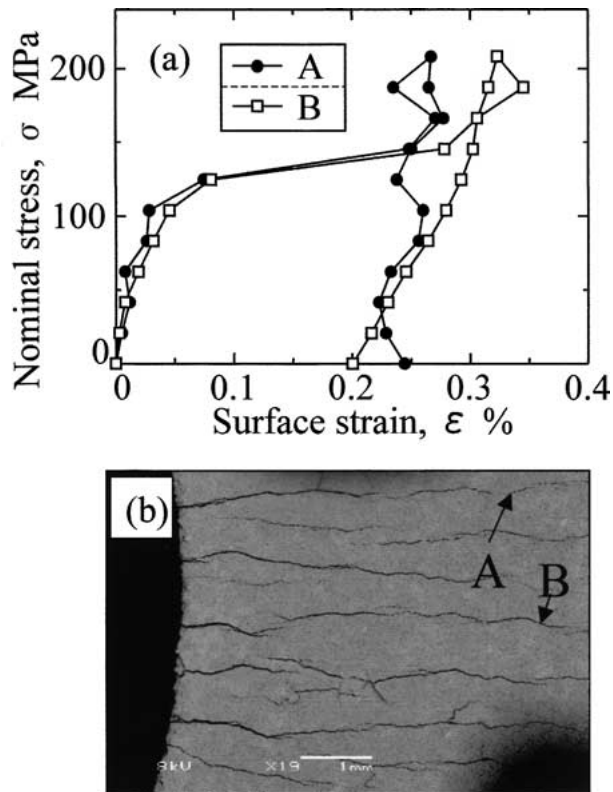 (a)
A
B
200
100
0
Nominal stress, σ MPa
0 0.1 0.2 0.3 0.4
Surface strain, ε %
(b)
A
B
8kU X19 1mm